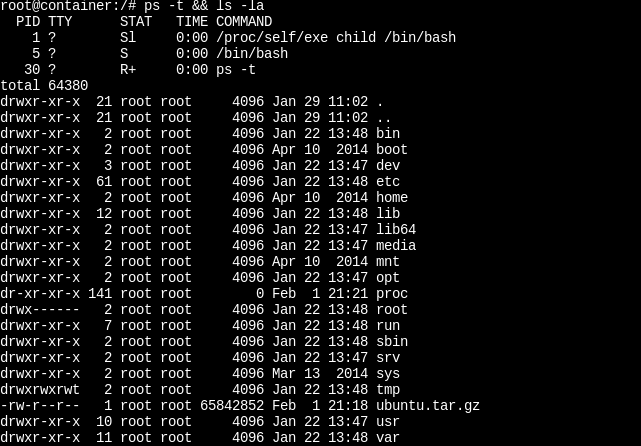 root@container:/# ps -t && ls -la
  PID TTY      STAT   TIME COMMAND
    1 ?        Sl     0:00 /proc/self/exe child /bin/bash
    5 ?        S      0:00 /bin/bash
   30 ?        R+     0:00 ps -t
total 64380
drwxr-xr-x  21 root root     4096 Jan 29 11:02 .
drwxr-xr-x  21 root root     4096 Jan 29 11:02 ..
drwxr-xr-x   2 root root     4096 Jan 22 13:48 bin
drwxr-xr-x   2 root root     4096 Apr 10  2014 boot
drwxr-xr-x   3 root root     4096 Jan 22 13:47 dev
drwxr-xr-x  61 root root     4096 Jan 22 13:48 etc
drwxr-xr-x   2 root root     4096 Apr 10  2014 home
drwxr-xr-x  12 root root     4096 Jan 22 13:48 lib
drwxr-xr-x   2 root root     4096 Jan 22 13:47 lib64
drwxr-xr-x   2 root root     4096 Jan 22 13:47 media
drwxr-xr-x   2 root root     4096 Apr 10  2014 mnt
drwxr-xr-x   2 root root     4096 Jan 22 13:47 opt
dr-xr-xr-x 141 root root        0 Feb  1 21:21 proc
drwx------   2 root root     4096 Jan 22 13:48 root
drwxr-xr-x   7 root root     4096 Jan 22 13:48 run
drwxr-xr-x   2 root root     4096 Jan 22 13:48 sbin
drwxr-xr-x   2 root root     4096 Jan 22 13:47 srv
drwxr-xr-x   2 root root     4096 Mar 13  2014 sys
drwxrwxrwt   2 root root     4096 Jan 22 13:48 tmp
-rw-r--r--   1 root root 65842852 Feb  1 21:18 ubuntu.tar.gz
drwxr-xr-x  10 root root     4096 Jan 22 13:47 usr
drwxr-xr-x  11 root root     4096 Jan 22 13:48 var